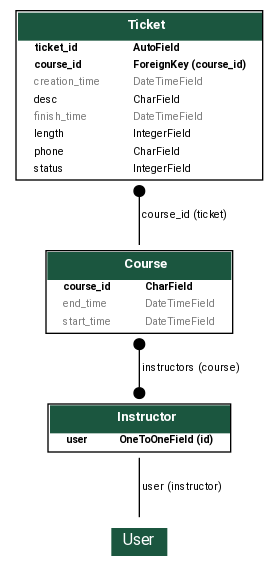 Ticket
ticket_id AutoField
course_id ForeignKey (course_id)
creation_time DateTimeField
desc CharField
finish_time DateTimeField
length IntegerField
phone CharField
status IntegerField
course_id (ticket)
Course
course_id CharField
end_time DateTimeField
start_time DateTimeField
instructors (course)
Instructor
user OneToOneField (id)
user (instructor)
User